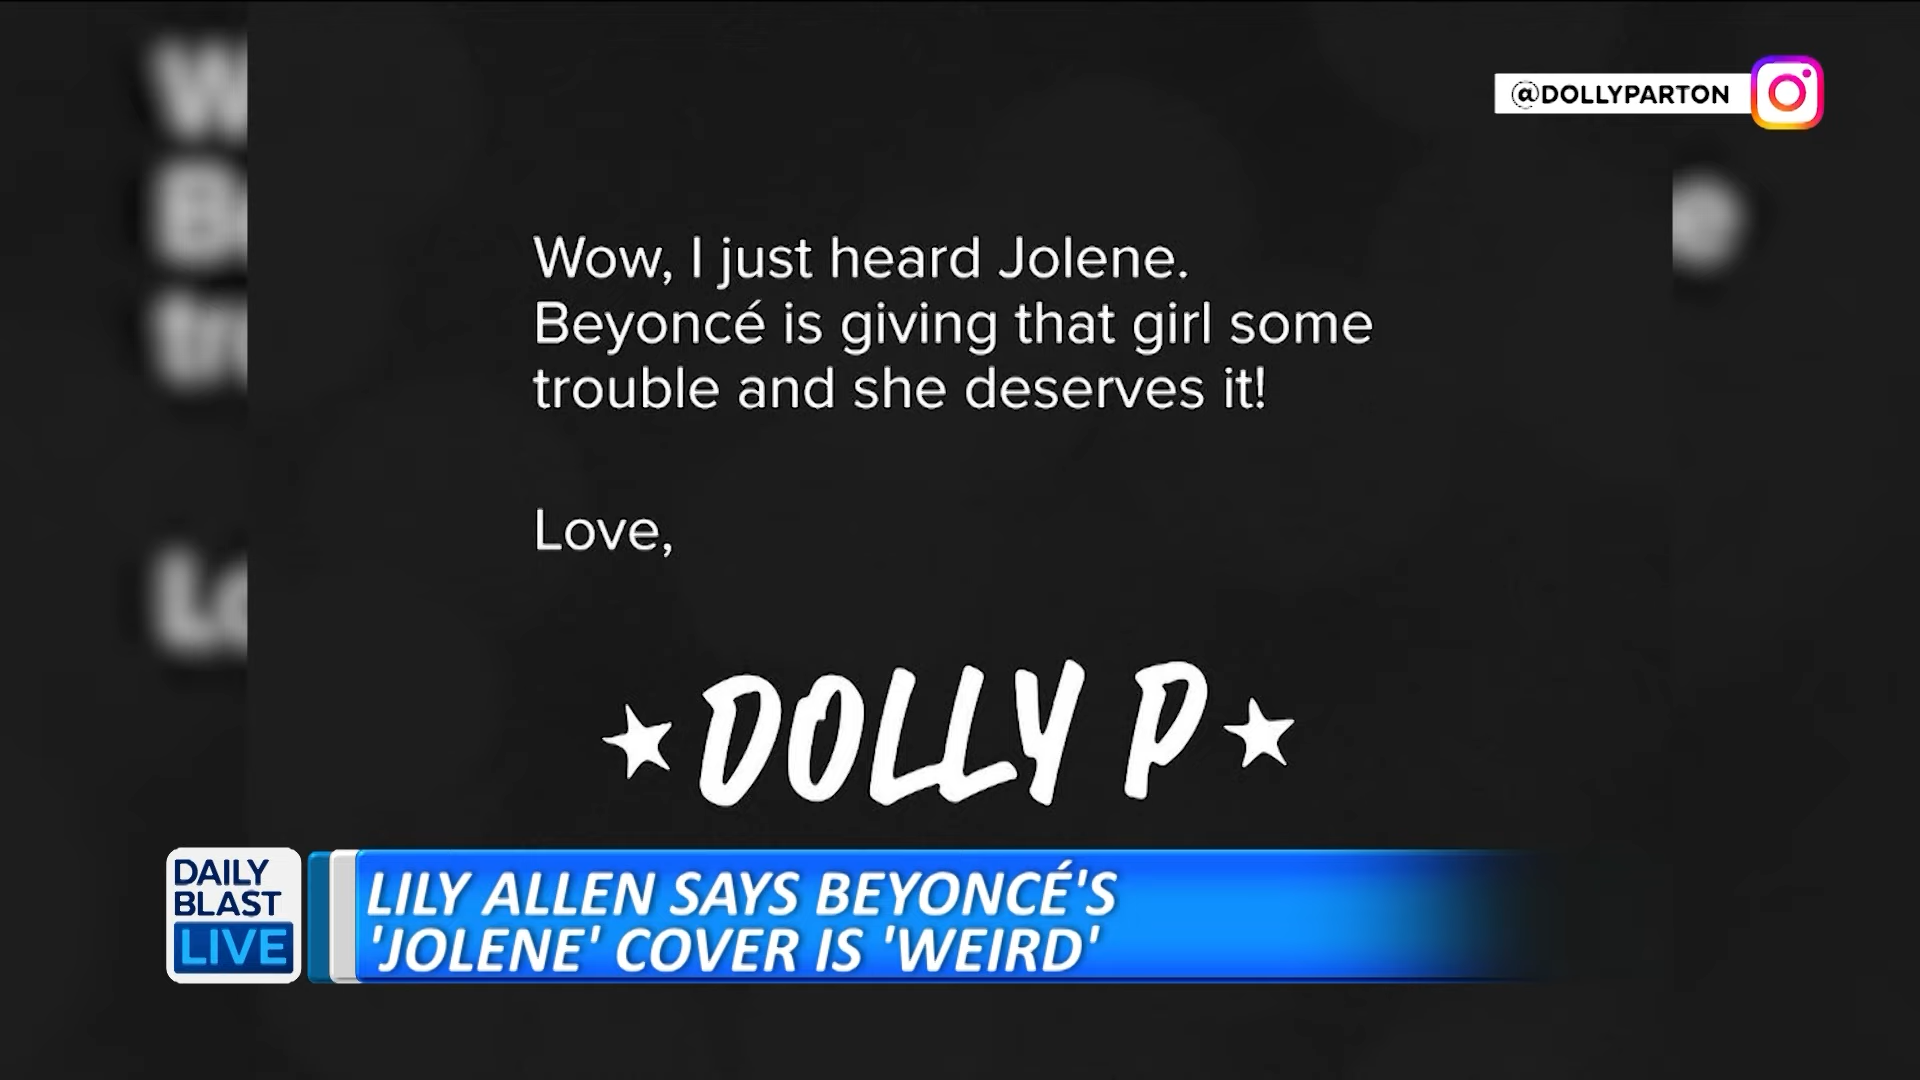 @DOLLYPARTON
Wow, I just heard Jolene.
Beyoncé is giving that girl some
trouble and she deserves it!
Love,
DOLLY P
DAILY
BLAST
LIVE
LILY ALLEN SAYS BEYONCÉ'S
'JOLENE' COVER IS 'WEIRD'